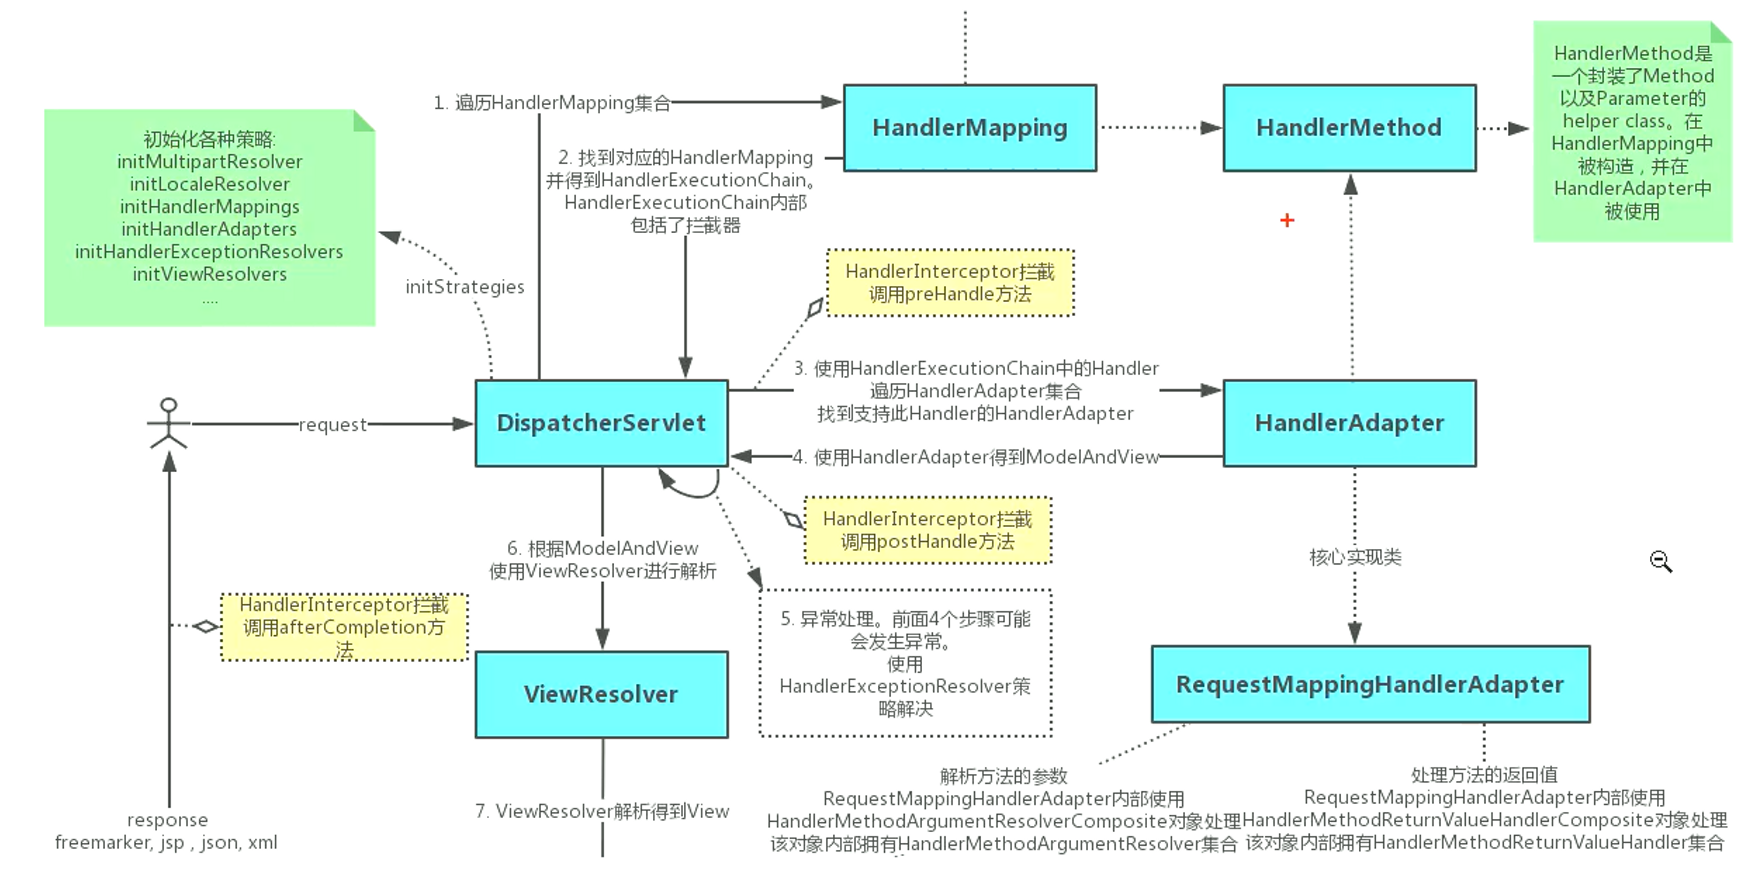 初始化各种策略:
initMultipartResolver
initLocaleResolver
initHandlerMappings
initHandlerAdapters
initHandlerExceptionResolvers
initViewResolvers
....
initStrategies
1. 遍历HandlerMapping集合
2. 找到对应的HandlerMapping
并得到HandlerExecutionChain。
HandlerExecutionChain内部
包括了拦截器
HandlerMapping
HandlerMethod
HandlerMethod是
一个封装了Method
以及Parameter的
helper class。在
HandlerMapping中
被构造，并在
HandlerAdapter中
被使用
HandlerInterceptor拦截
调用preHandle方法
request
DispatcherServlet
3. 使用HandlerExecutionChain中的Handler
遍历HandlerAdapter集合
找到支持此Handler的HandlerAdapter
HandlerAdapter
4. 使用HandlerAdapter得到ModelAndView
HandlerInterceptor拦截
调用postHandle方法
6. 根据ModelAndView
使用ViewResolver进行解析
核心实现类
HandlerInterceptor拦截
调用afterCompletion方
法
5. 异常处理。前面4个步骤可能
会发生异常。
使用
HandlerExceptionResolver策
略解决
ViewResolver
RequestMappingHandlerAdapter
7. ViewResolver解析得到View
response
freemarker, jsp , json, xml
解析方法的参数
RequestMappingHandlerAdapter内部使用
HandlerMethodArgumentResolverComposite对象处理
该对象内部拥有HandlerMethodArgumentResolver集合
处理方法的返回值
RequestMappingHandlerAdapter内部使用
HandlerMethodReturnValueHandlerComposite对象处理
该对象内部拥有HandlerMethodReturnValueHandler集合